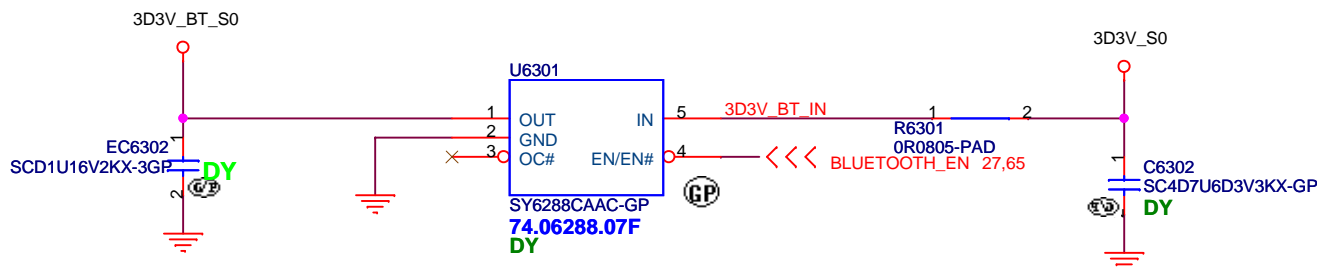 3D3V_BT_S0
3D3V_S0
U6301
1 OUT IN 5 3D3V_BT_IN 1 2
2 GND
3 OC# EN/EN# 4 BLUETOOTH_EN 27,65
R6301
0R0805-PAD
EC6302 1
SCD1U16V2KX-3GP DY
2
1 C6302
SC4D7U6D3V3KX-GP
DY
GP
SY6288CAAC-GP
74.06288.07F
DY